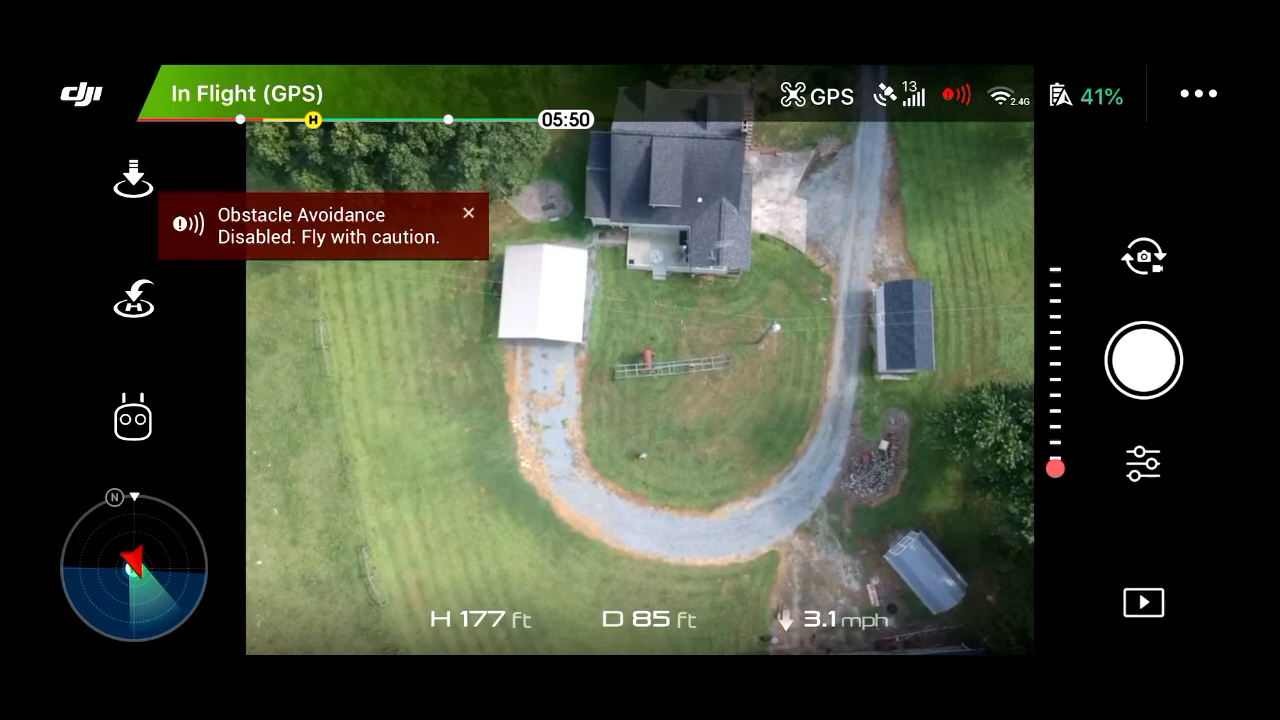 dji
In Flight (GPS)
GPS
13
2.4G
41%
H
05:50
Obstacle Avoidance
Disabled. Fly with caution.
H
N
H 177 ft
D 85 ft
3.1 mph